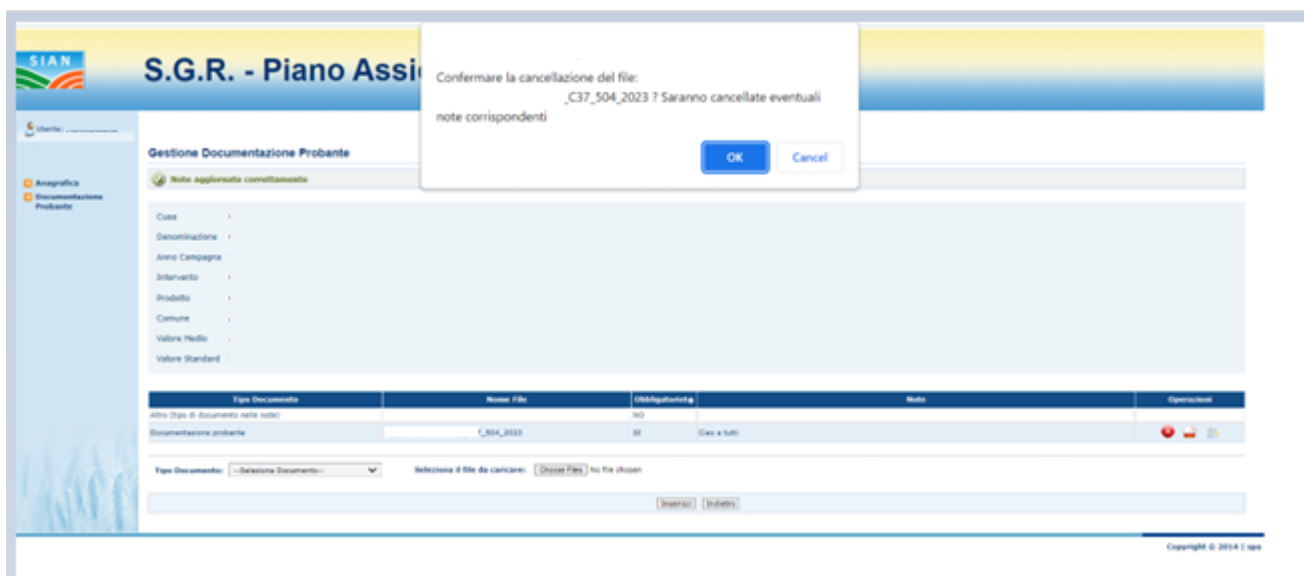 SIAN
S.G.R. - Piano Assi
Confermare la cancellazione del file:
_C37_504_2023 ? Saranno cancellate eventuali
note corrispondenti
OK Cancel
Utente:
Gestione Documentazione Probante
Note aggiornate correttamente
Anagrafica
Documentazione
Probante
Cuaa
Denominazione
Anno Campagna
Intervento
Prodotto
Comune
Valore Medio
Valore Standard
Tipo Documento Nome File Obbligatorietà Note Operazioni
Altro (tipo di documento nelle note) NO
Documentazione probante _504_2023 SI Ciao a tutti
Tipo Documento: --Seleziona Documento-- Seleziona il file da caricare: Choose Files No file chosen
Inserisci Indietro
Copyright © 2014 | spa